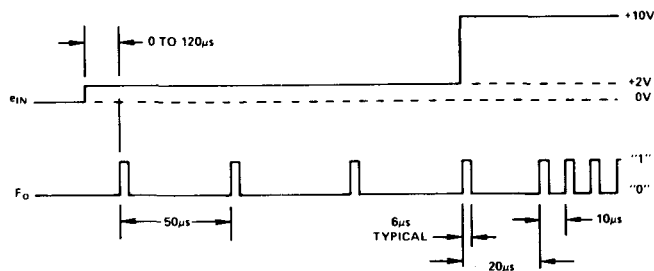 +10V
0 TO 120µs
+2V
eIN
0V
"1"
Fo
"0"
50µs
6µs
TYPICAL
10µs
20µs